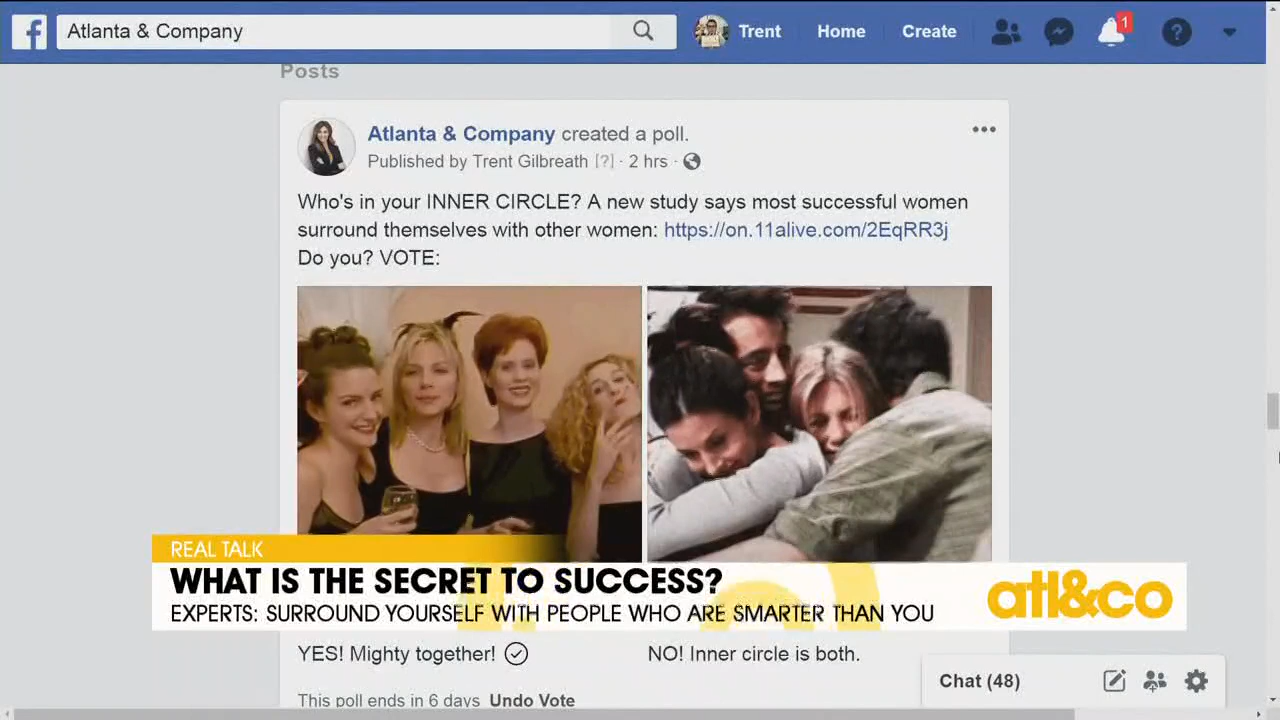 Atlanta & Company
Trent
Home
Create
1
?
Posts
Atlanta & Company created a poll.
Published by Trent Gilbreath [?] · 2 hrs ·
Who's in your INNER CIRCLE? A new study says most successful women
surround themselves with other women: https://on.11alive.com/2EqRR3j
Do you? VOTE:
REAL TALK
WHAT IS THE SECRET TO SUCCESS?
EXPERTS: SURROUND YOURSELF WITH PEOPLE WHO ARE SMARTER THAN YOU
atl&co
YES! Mighty together!
NO! Inner circle is both.
This poll ends in 6 days Undo Vote
Chat (48)